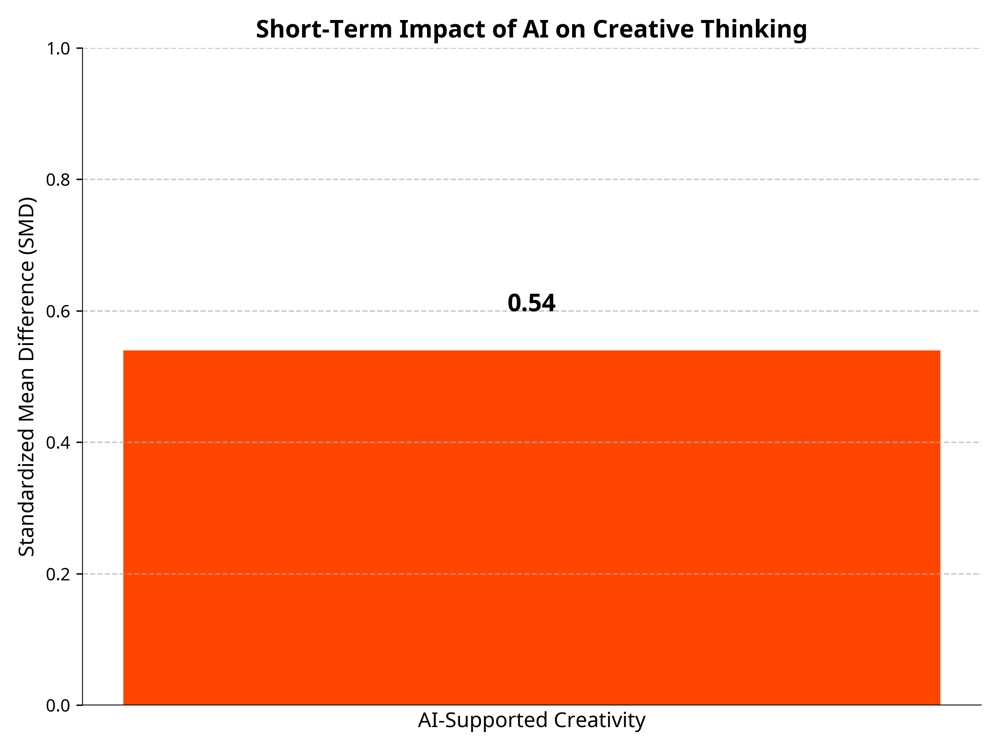 Short-Term Impact of AI on Creative Thinking
Standardized Mean Difference (SMD)
1.0
0.8
0.6
0.4
0.2
0.0
0.54
AI-Supported Creativity